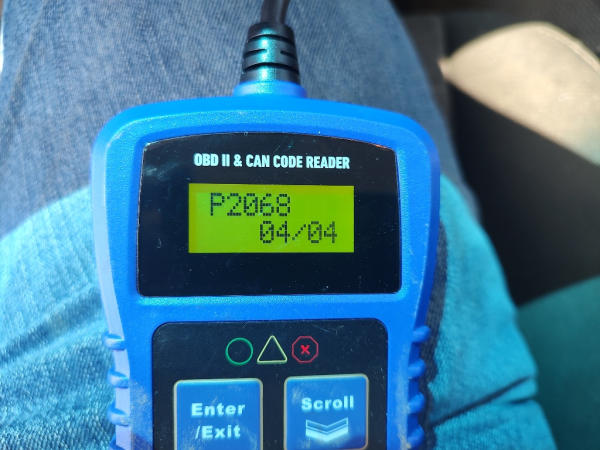 OBD II & CAN CODE READER
P2068
04/04
Enter
/Exit
Scroll